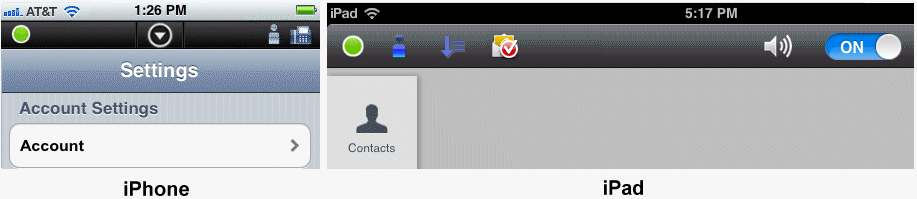 AT&T 1:26 PM
Settings
Account Settings
Account
iPhone
iPad 5:17 PM
ON
Contacts
iPad